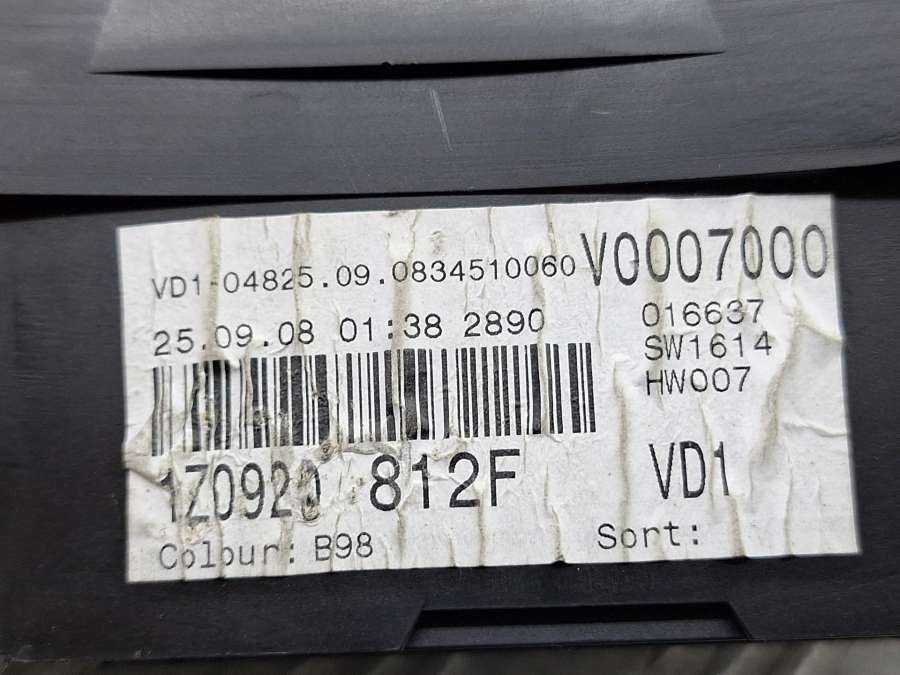 VD1-04825.09.0834510060 V0007000
25.09.08 01:38 2890
016637
SW1614
HW007
1Z0920 812F VD1
Colour: B98 Sort: